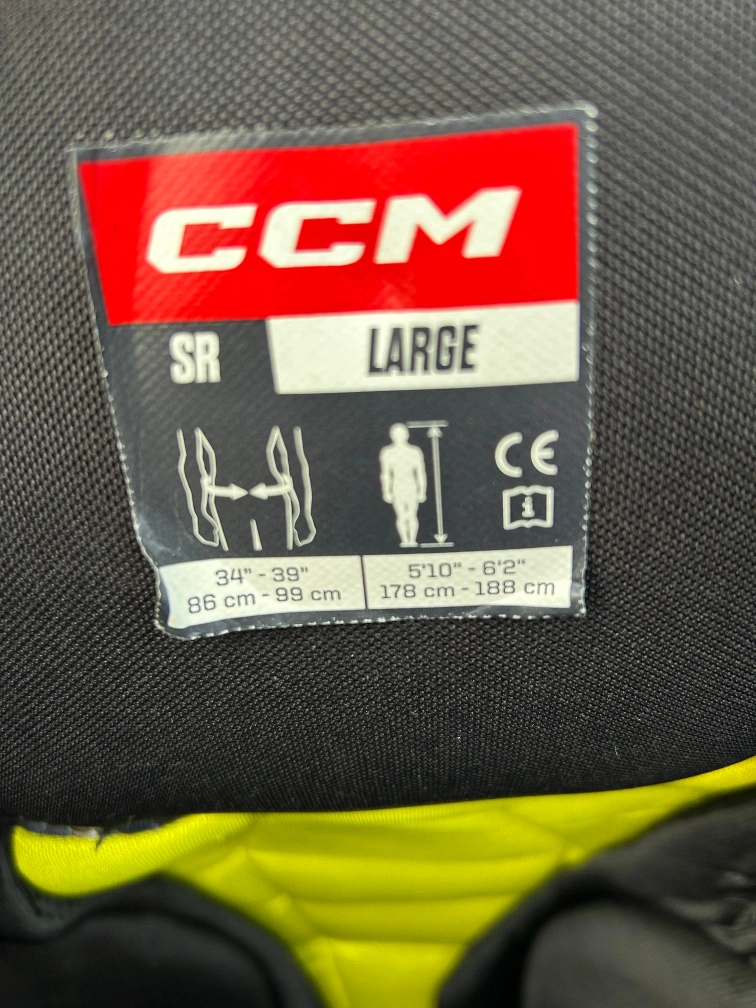 CCM
SR LARGE
CE
34" - 39"
86 cm - 99 cm
5'10" - 6'2"
178 cm - 188 cm